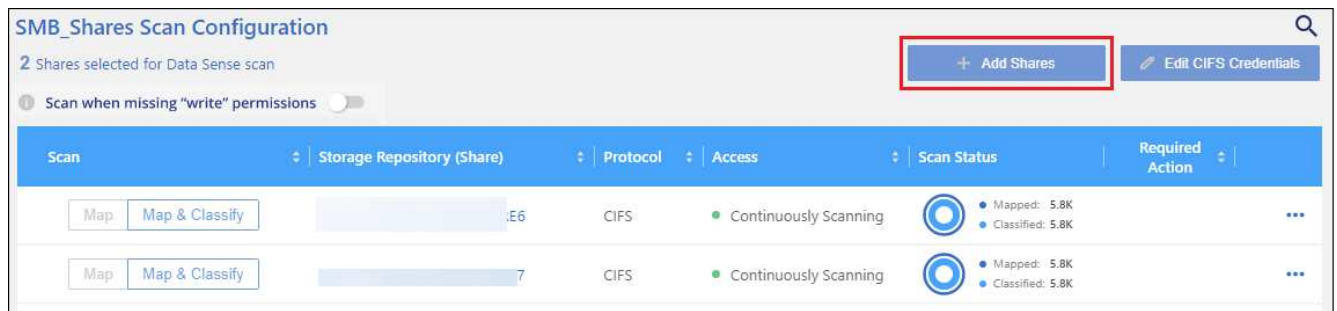 SMB_Shares Scan Configuration
2 Shares selected for Data Sense scan
+ Add Shares
Edit CIFS Credentials
Scan when missing "write" permissions
Scan
Storage Repository (Share)
Protocol
Access
Scan Status
Required
Action
Map
Map & Classify
CIFS
Continuously Scanning
Mapped: 5.8K
Classified: 5.8K
Map
Map & Classify
7
CIFS
Continuously Scanning
Mapped: 5.8K
Classified: 5.8K